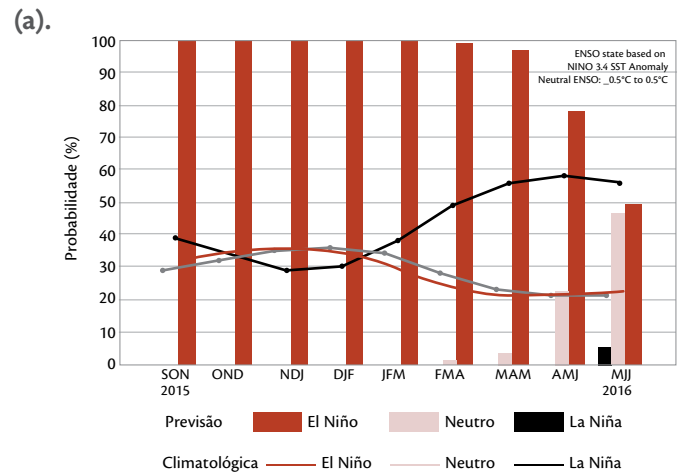 (a).
ENSO state based on
NINO 3.4 SST Anomaly
Neutral ENSO: _0.5°C to 0.5°C
Probabilidade (%)
100
90
80
70
60
50
40
30
20
10
0
SON OND NDJ DJF JFM FMA MAM AMJ MJJ
2015 2016
Previsão El Niño Neutro La Niña
Climatológica El Niño Neutro La Niña